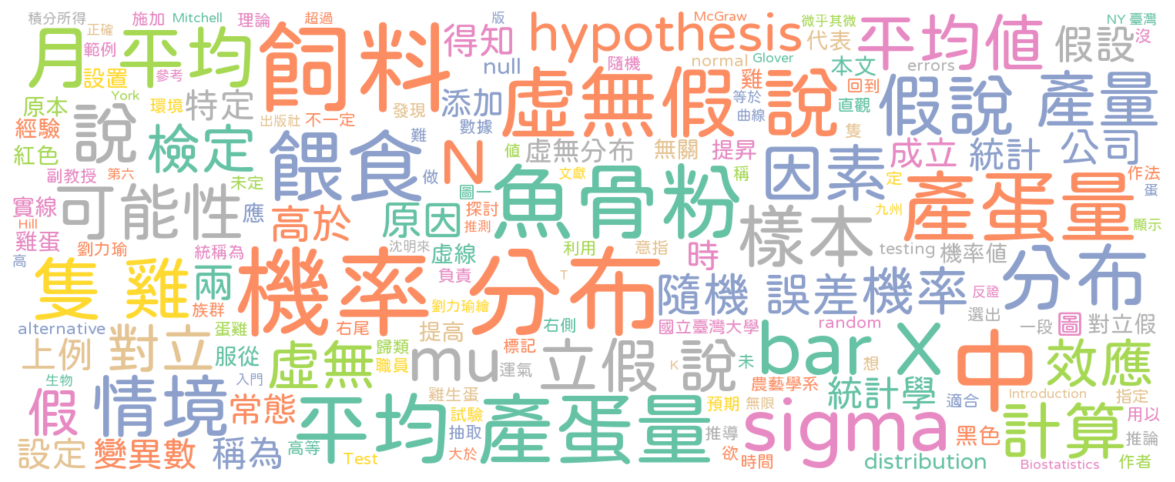 積分所得 施加 Mitchell 理論 超過 版 McGraw 微乎其微 NY 臺灣
正確 月平均 飼料 得知 hypothesis 代表 平均値 假設 沒
範例 設置 參考 null 隨機 normal Glover errors
原本 York 環境 特定 發現 添加 虛無假說 雞 本文 回到 假說 產量
經驗 說 檢定 出版社 不一定 數據 等於 直觀 曲線
紅色 餵食 難 N 値 虛無分布 無關 提昇 隻 因素 成立 統計 公司
副教授 第六 未定 做 圖一 魚骨粉 文獻 稱 定 產蛋量 作法 蛋
實線 可能性 應 高於 原因 探討 推測 樣本 九州 顯示
Hill 雞蛋 劉力瑜 統稱為 沈明來 虛線 利用 意指 時 testing 機率値
高 隻 雞 兩 機率 分布 負責 T 隨機 誤差 機率 反證 分布
族群 劉力瑜繪 選出
alternative 蛋雞 右尾 提高 右側 國立臺灣大學 random 一段 圖 對立假
上例 對立 服從 虛無 歸類 職員 mu 運氣 標記 立假 說 K 未 bar X 中 效應
生物 入門 雞生蛋 農藝學系 想 統計學 適合 Introduction 指定
假 情境 常態 平均 產蛋量 試驗 抽取 預期 無限 sigma 計算 用以
設定 變異數 稱為 高等 Test 大於 推導 欲 時間 黑色 distribution 推論 Biostatistics 作者